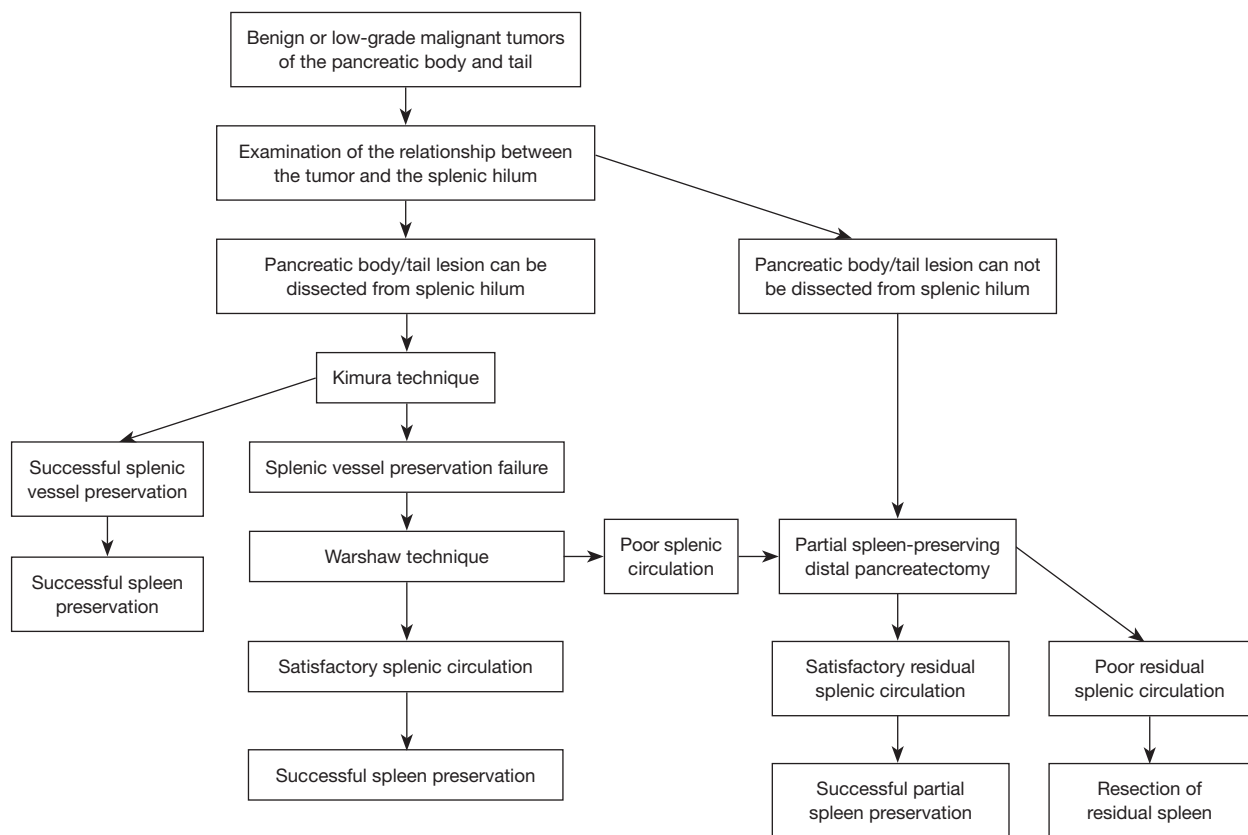 Benign or low-grade malignant tumors
of the pancreatic body and tail
Examination of the relationship between
the tumor and the splenic hilum
Pancreatic body/tail lesion can be
dissected from splenic hilum
Pancreatic body/tail lesion can not
be dissected from splenic hilum
Kimura technique
Successful splenic
vessel preservation
Splenic vessel preservation failure
Successful spleen
preservation
Warshaw technique
Poor splenic
circulation
Partial spleen-preserving
distal pancreatectomy
Satisfactory splenic circulation
Satisfactory residual
splenic circulation
Poor residual
splenic circulation
Successful spleen preservation
Successful partial
spleen preservation
Resection of
residual spleen